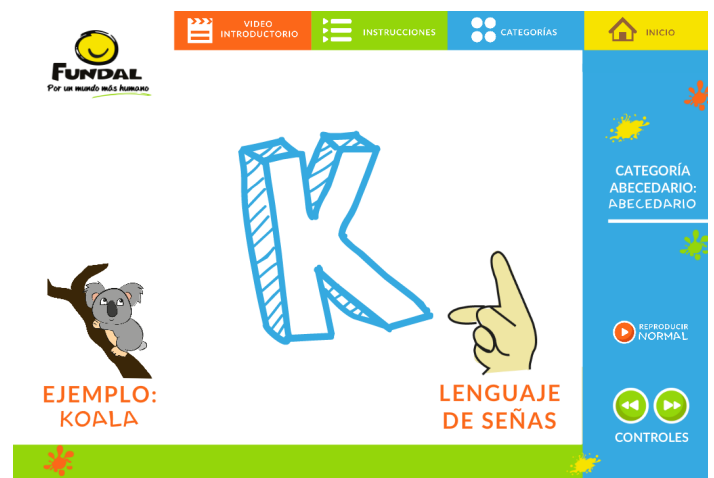 FUNDAL
Por un mundo más humano
VIDEO
INTRODUCTORIO
INSTRUCCIONES
CATEGORÍAS
INICIO
CATEGORÍA
ABECEDARIO:
ABECEDARIO
K
REPRODUCIR
NORMAL
EJEMPLO:
KOALA
LENGUAJE
DE SEÑAS
CONTROLES